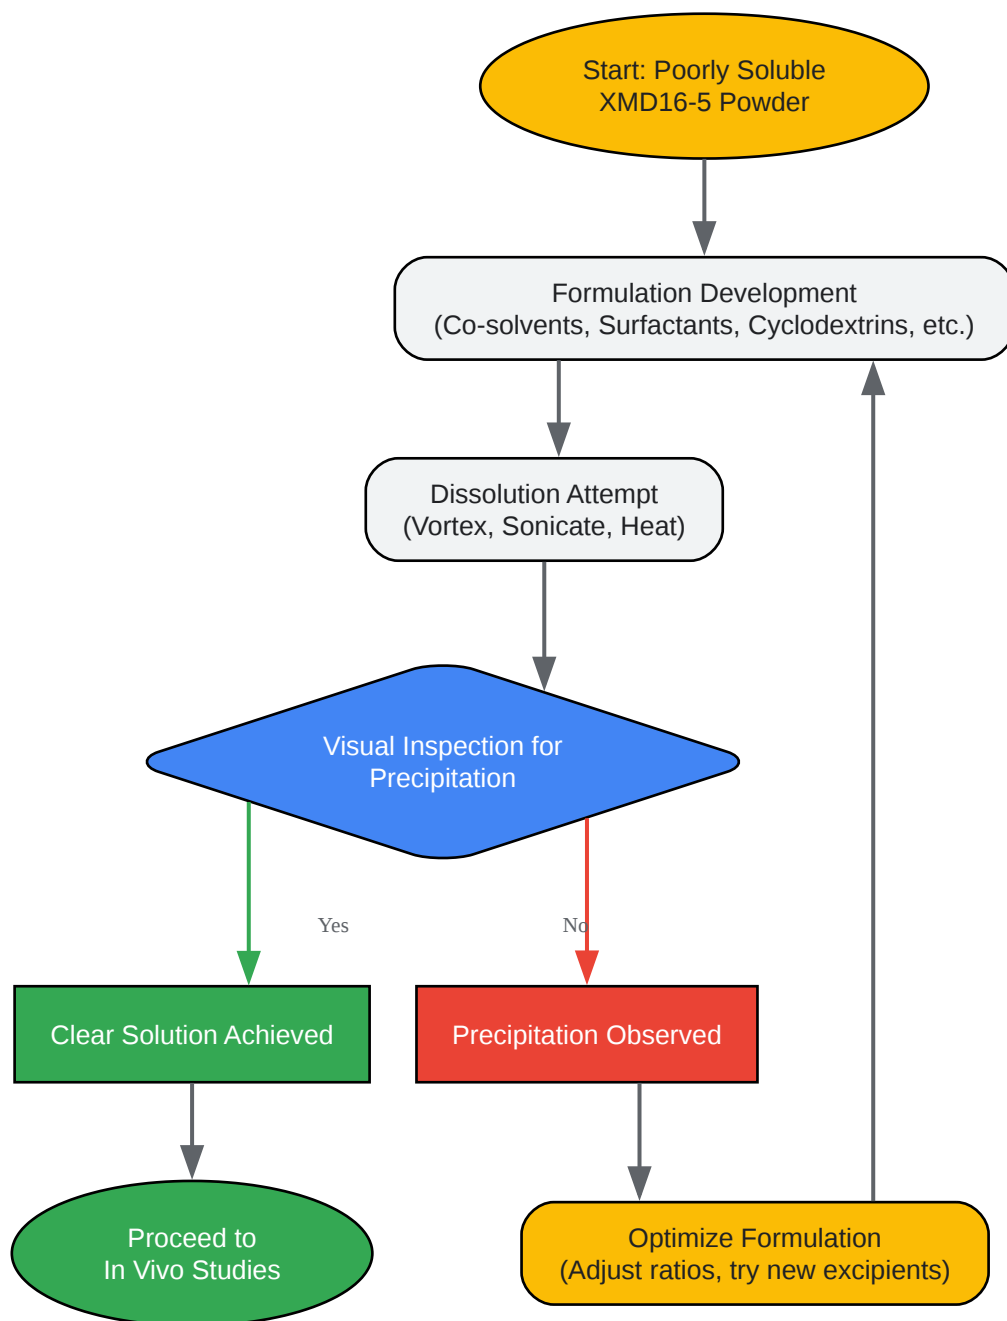 Start: Poorly Soluble
XMD16-5 Powder
Formulation Development
(Co-solvents, Surfactants, Cyclodextrins, etc.)
Dissolution Attempt
(Vortex, Sonicate, Heat)
Visual Inspection for
Precipitation
Yes
No
Clear Solution Achieved
Precipitation Observed
Proceed to
In Vivo Studies
Optimize Formulation
(Adjust ratios, try new excipients)